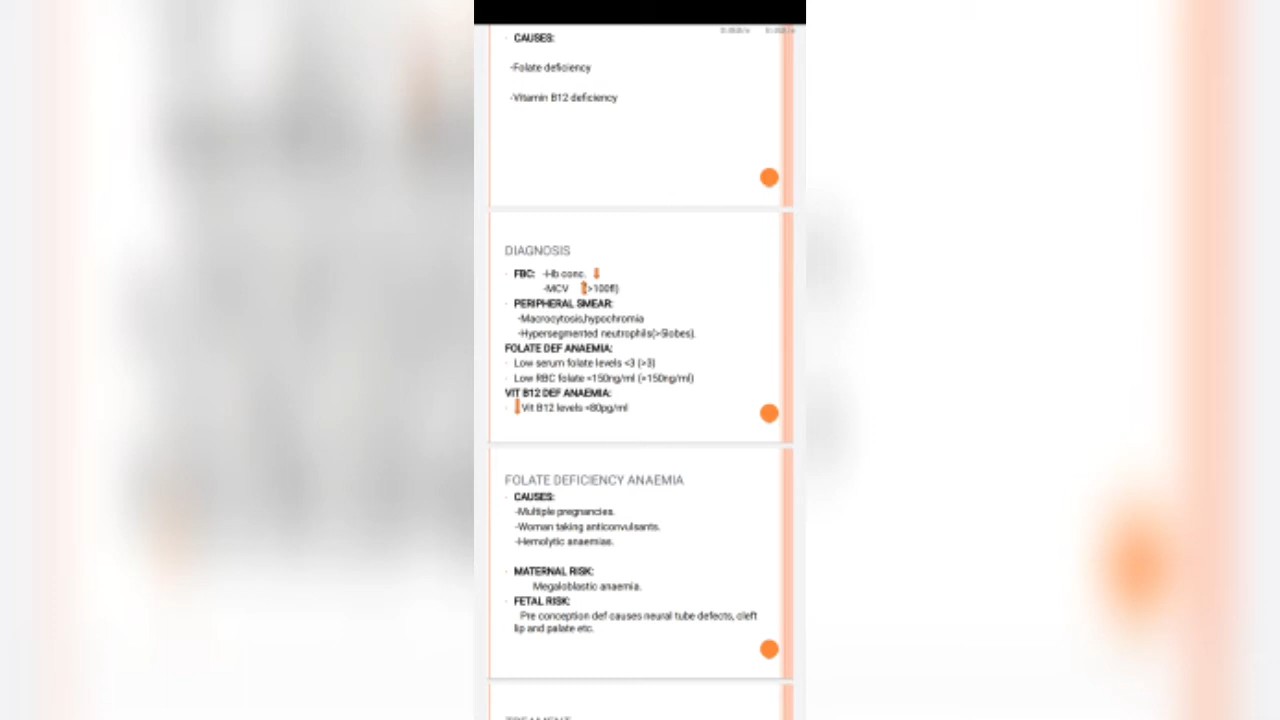 CAUSES:
-Folate deficiency
-Vitamin B12 deficiency
DIAGNOSIS
FBC: -Hb conc.
-MCV (>100fl)
PERIPHERAL SMEAR:
-Macrocytosis,hypochromia
-Hypersegmented neutrophils(>5lobes).
FOLATE DEF ANAEMIA:
Low serum folate levels <3 (>3)
Low RBC folate <150ng/ml (>150ng/ml)
VIT B12 DEF ANAEMIA:
Vit B12 levels <80pg/ml
FOLATE DEFICIENCY ANAEMIA
CAUSES:
-Multiple pregnancies.
-Woman taking anticonvulsants.
-Hemolytic anaemias.
MATERNAL RISK:
Megaloblastic anaemia.
FETAL RISK:
Pre conception def causes neural tube defects, cleft
lip and palate etc.